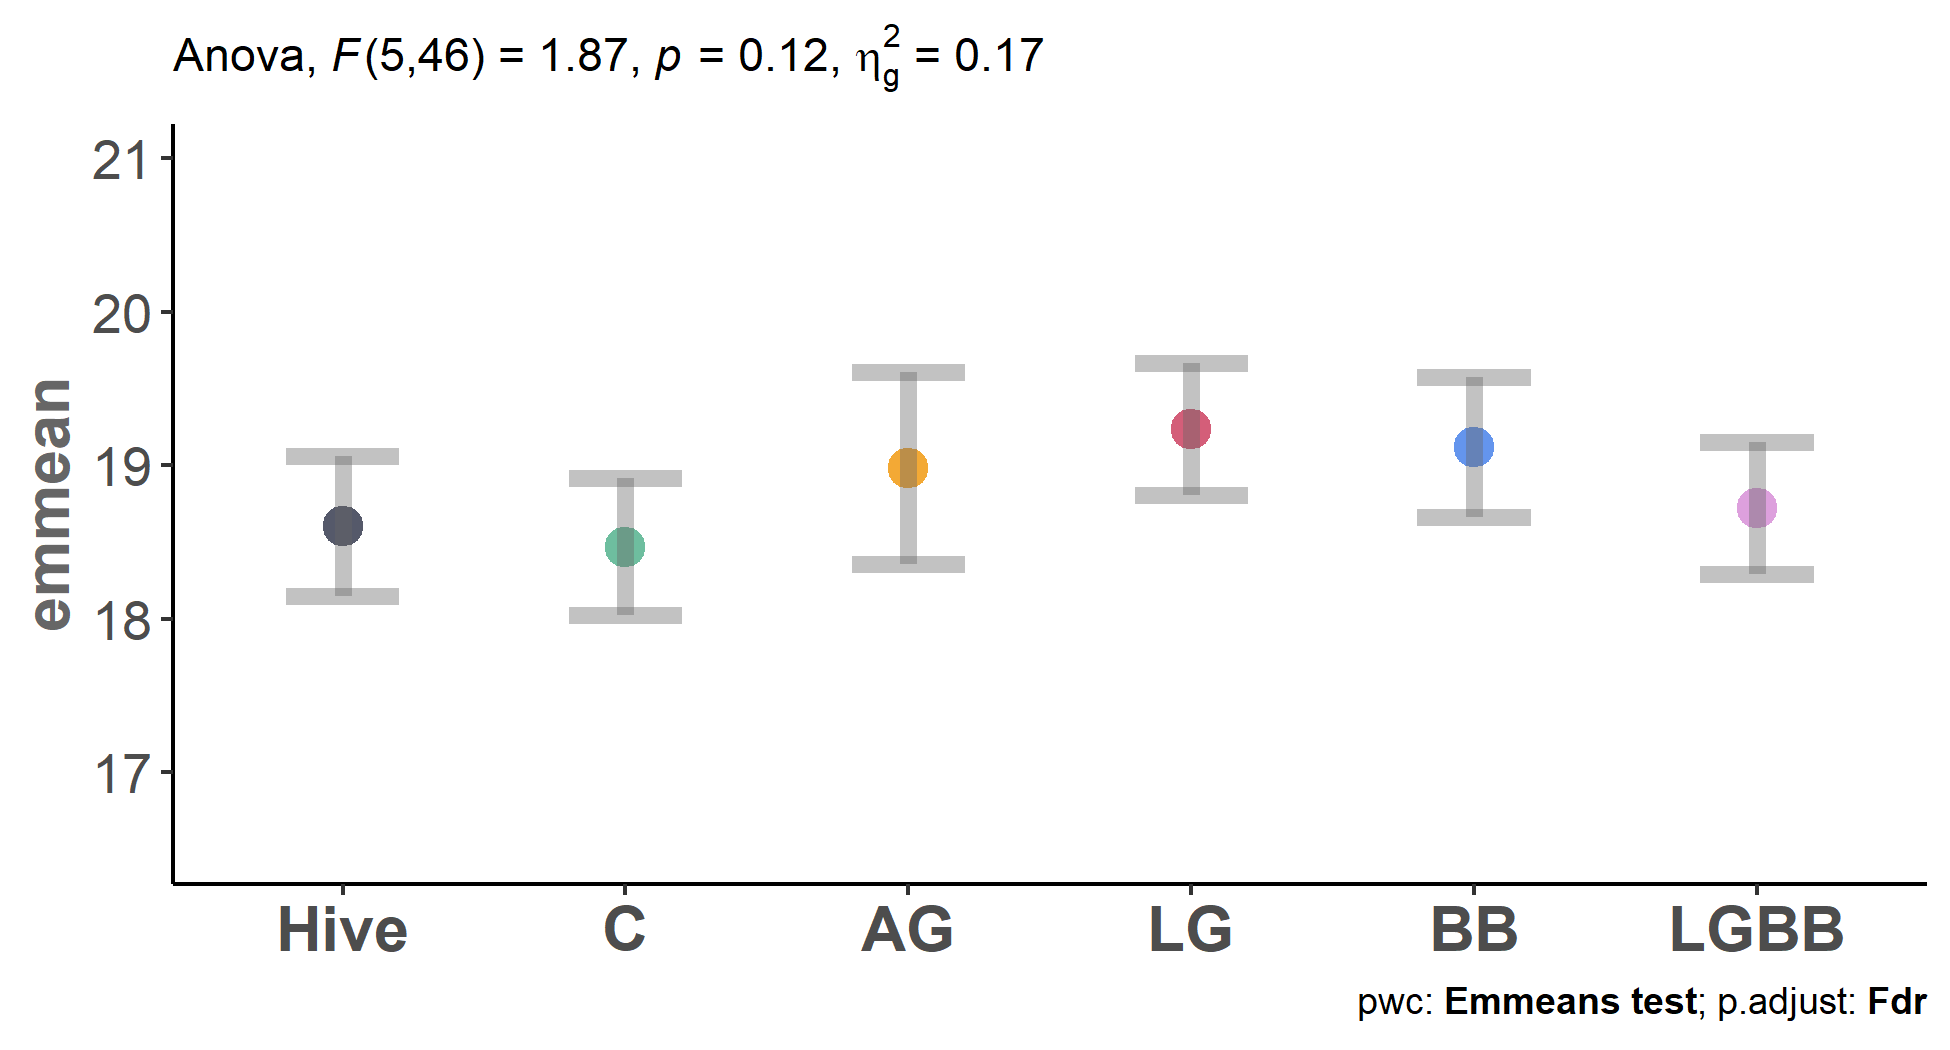 Anova, F(5,46) = 1.87, p = 0.12, η²g = 0.17
21
20
19
18
17
emmean
Hive C AG LG BB LGBB
pwc: Emmeans test; p.adjust: Fdr